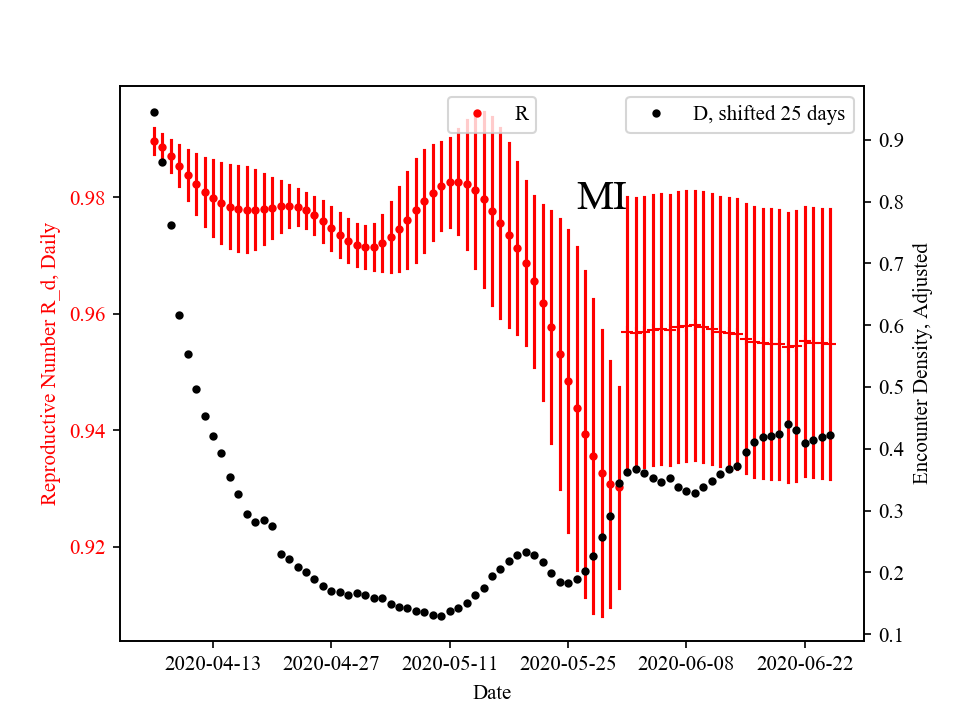 R
D, shifted 25 days
MI
0.98
0.96
0.94
0.92
Reproductive Number R_d, Daily
0.9
0.8
0.7
0.6
0.5
0.4
0.3
0.2
0.1
Encounter Density, Adjusted
2020-04-13 2020-04-27 2020-05-11 2020-05-25 2020-06-08 2020-06-22
Date